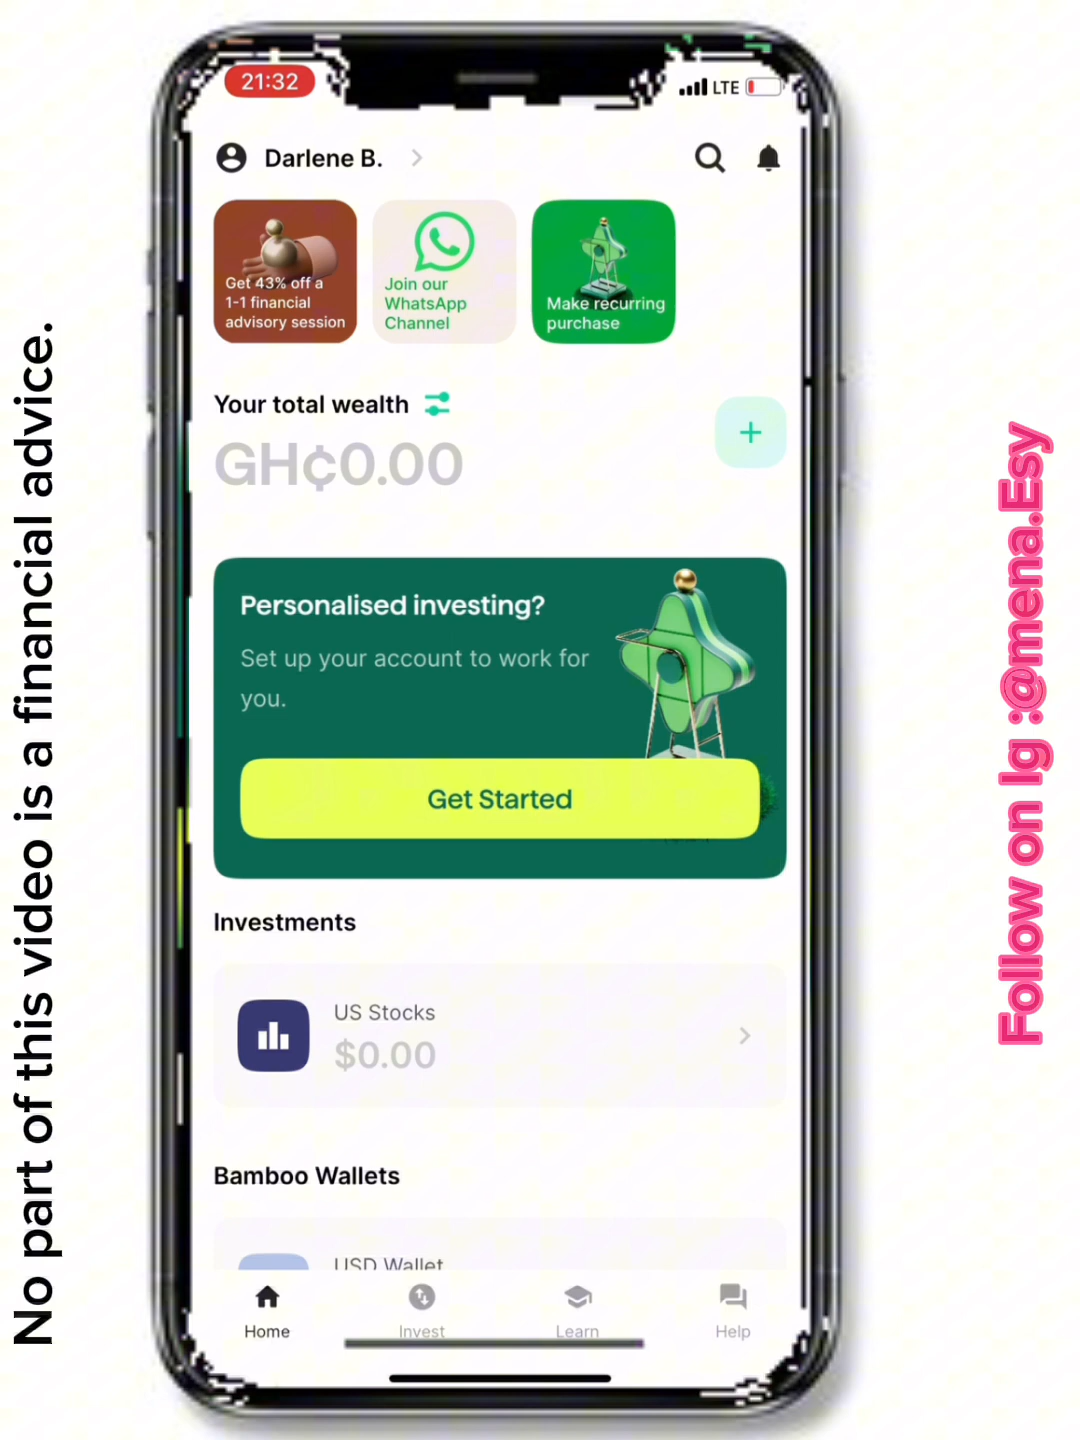 21:32
LTE
Darlene B.
Get 43% off a
1-1 financial
advisory session
Join our
WhatsApp
Channel
Make recurring
purchase
Your total wealth
GH¢0.00
+
Personalised investing?
Set up your account to work for
you.
Get Started
Investments
US Stocks
$0.00
Bamboo Wallets
USD Wallet
Home
Invest
Learn
Help
No part of this video is a financial advice.
Follow on Ig :@mena.Esy